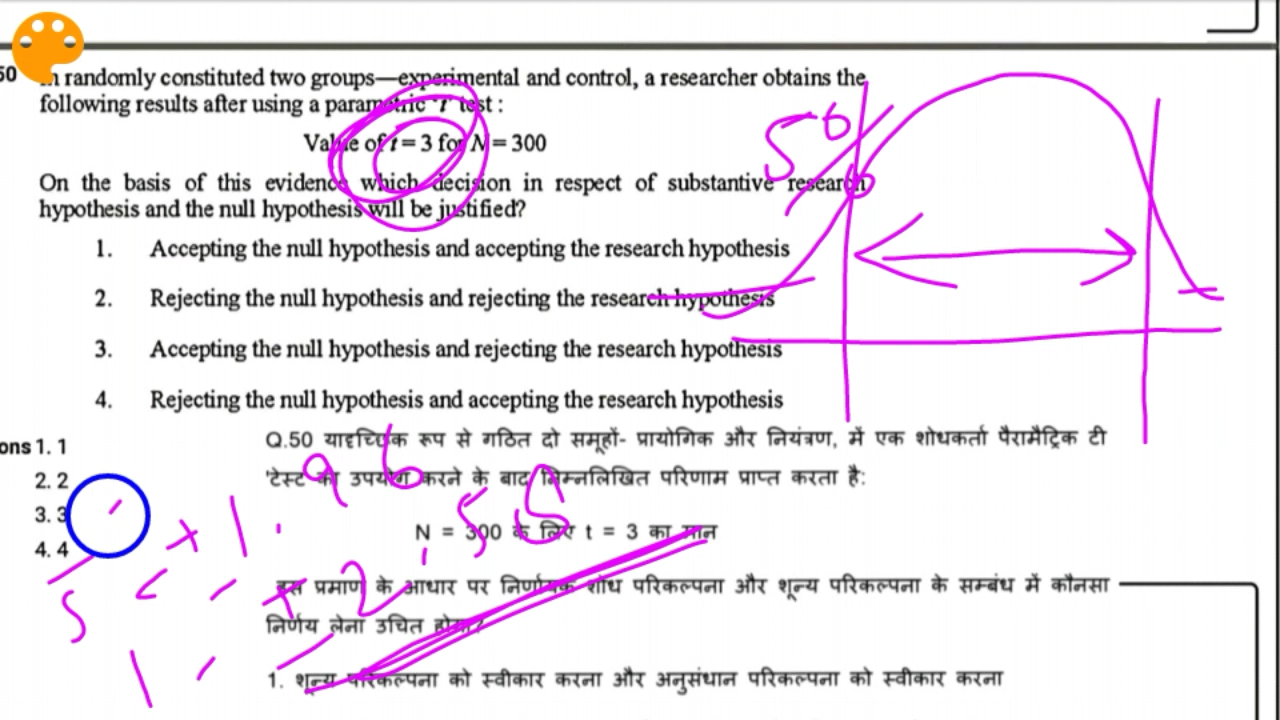 50 In randomly constituted two groups—experimental and control, a researcher obtains the
following results after using a parametric 't' test :
Value of t = 3 for N = 300
On the basis of this evidence which decision in respect of substantive research
hypothesis and the null hypothesis will be justified?
1. Accepting the null hypothesis and accepting the research hypothesis
2. Rejecting the null hypothesis and rejecting the research hypothesis
3. Accepting the null hypothesis and rejecting the research hypothesis
4. Rejecting the null hypothesis and accepting the research hypothesis
Q.50 यादृच्छिक रूप से गठित दो समूहों- प्रायोगिक और नियंत्रण, में एक शोधकर्ता पैरामैट्रिक टी
'टेस्ट का उपयोग करने के बाद निम्नलिखित परिणाम प्राप्त करता है:
N = 300 के लिए t = 3 का मान
इस प्रमाण के आधार पर निर्णायक शोध परिकल्पना और शून्य परिकल्पना के सम्बंध में कौनसा
निर्णय लेना उचित होगा?
1. शून्य परिकल्पना को स्वीकार करना और अनुसंधान परिकल्पना को स्वीकार करना
ons 1. 1
2. 2
3. 3
4. 4